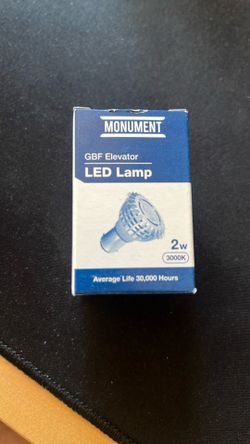 MONUMENT
GBF Elevator
LED Lamp
2w
3000K
Average Life 30,000 Hours